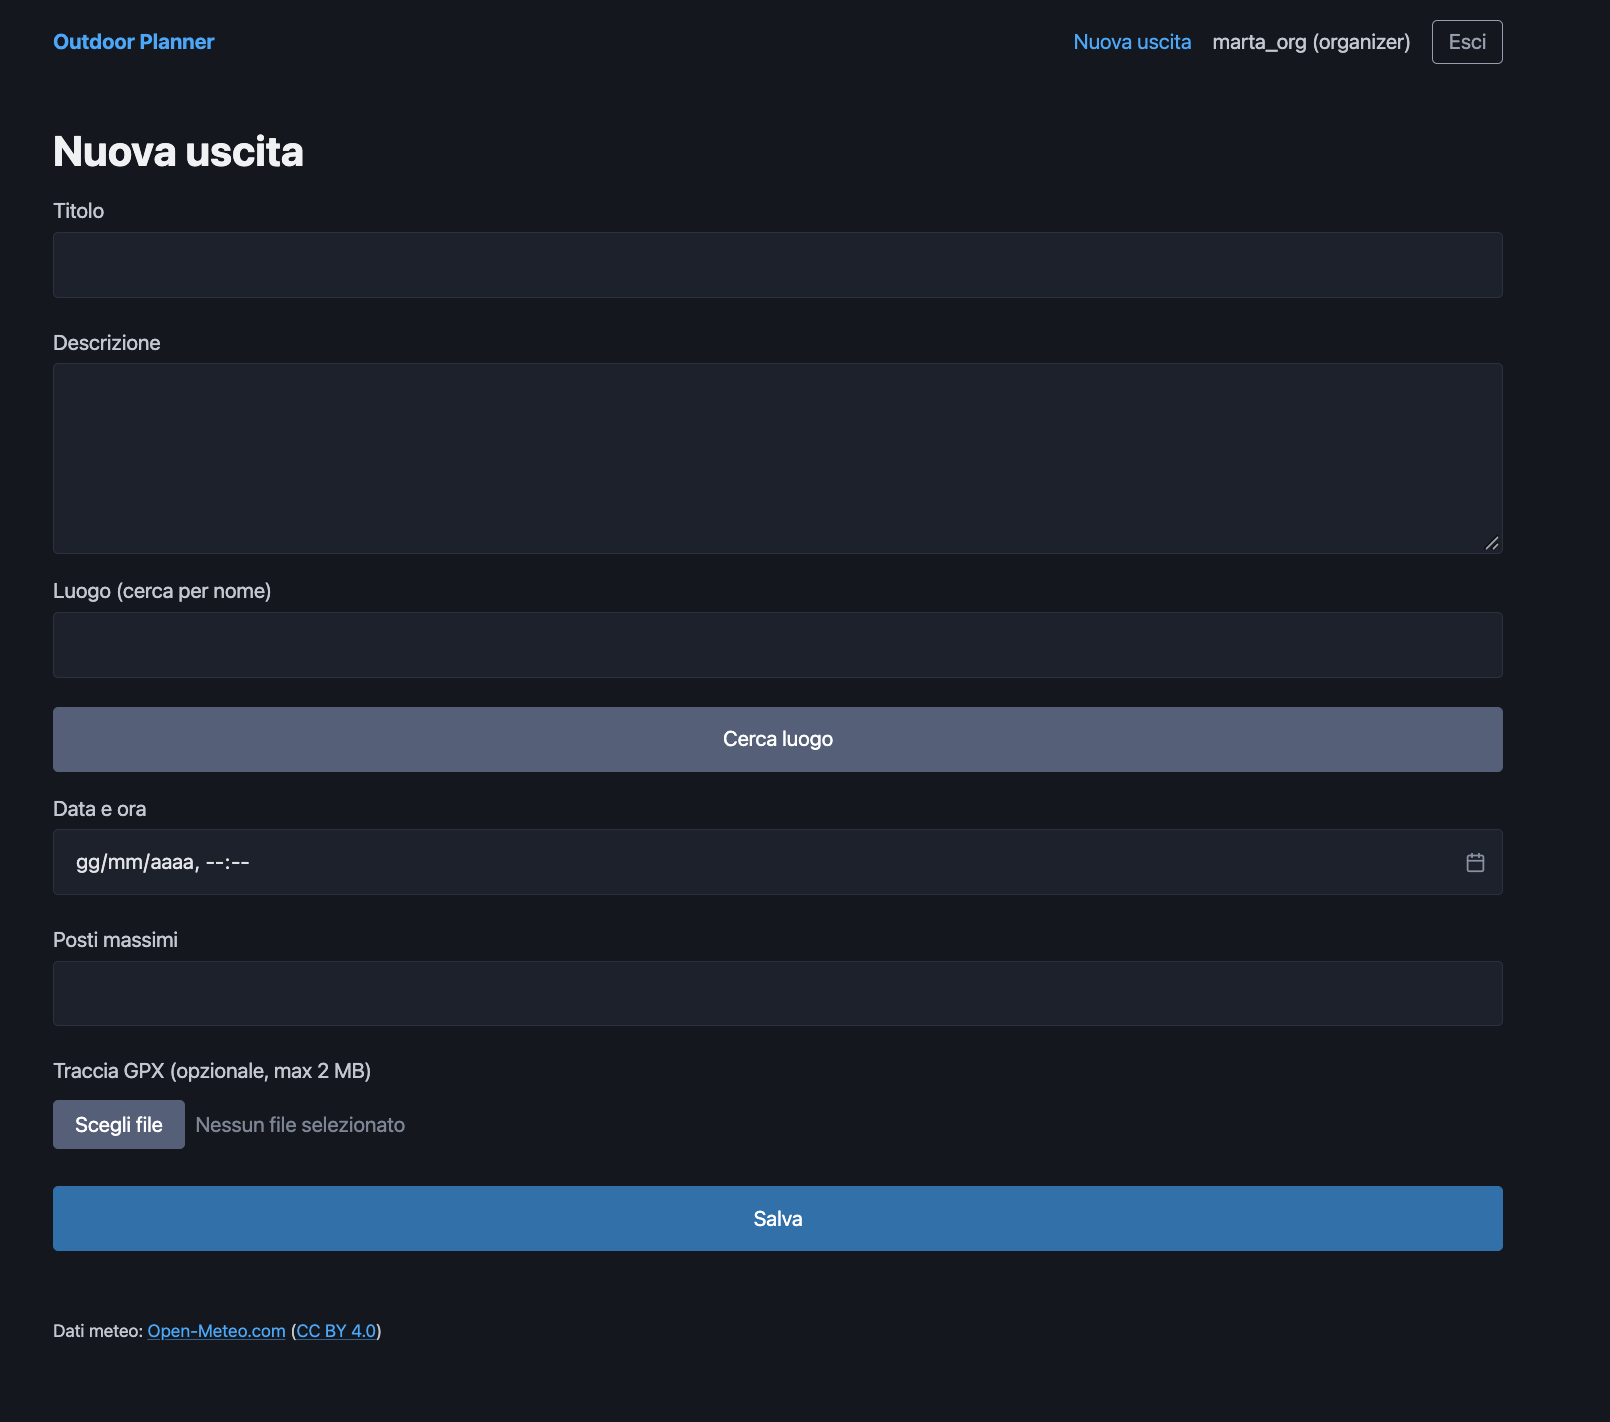 Outdoor Planner
Nuova uscita marta_org (organizer) Esci
Nuova uscita
Titolo
Descrizione
Luogo (cerca per nome)
Cerca luogo
Data e ora
gg/mm/aaaa, --:--
Posti massimi
Traccia GPX (opzionale, max 2 MB)
Scegli file Nessun file selezionato
Salva
Dati meteo: Open-Meteo.com (CC BY 4.0)